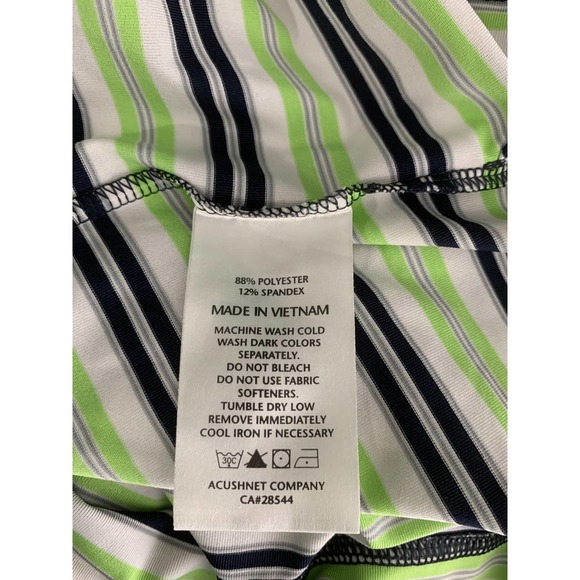 88% POLYESTER
12% SPANDEX
MADE IN VIETNAM
MACHINE WASH COLD
WASH DARK COLORS
SEPARATELY.
DO NOT BLEACH
DO NOT USE FABRIC
SOFTENERS.
TUMBLE DRY LOW
REMOVE IMMEDIATELY
COOL IRON IF NECESSARY
30C
ACUSHNET COMPANY
CA#28544